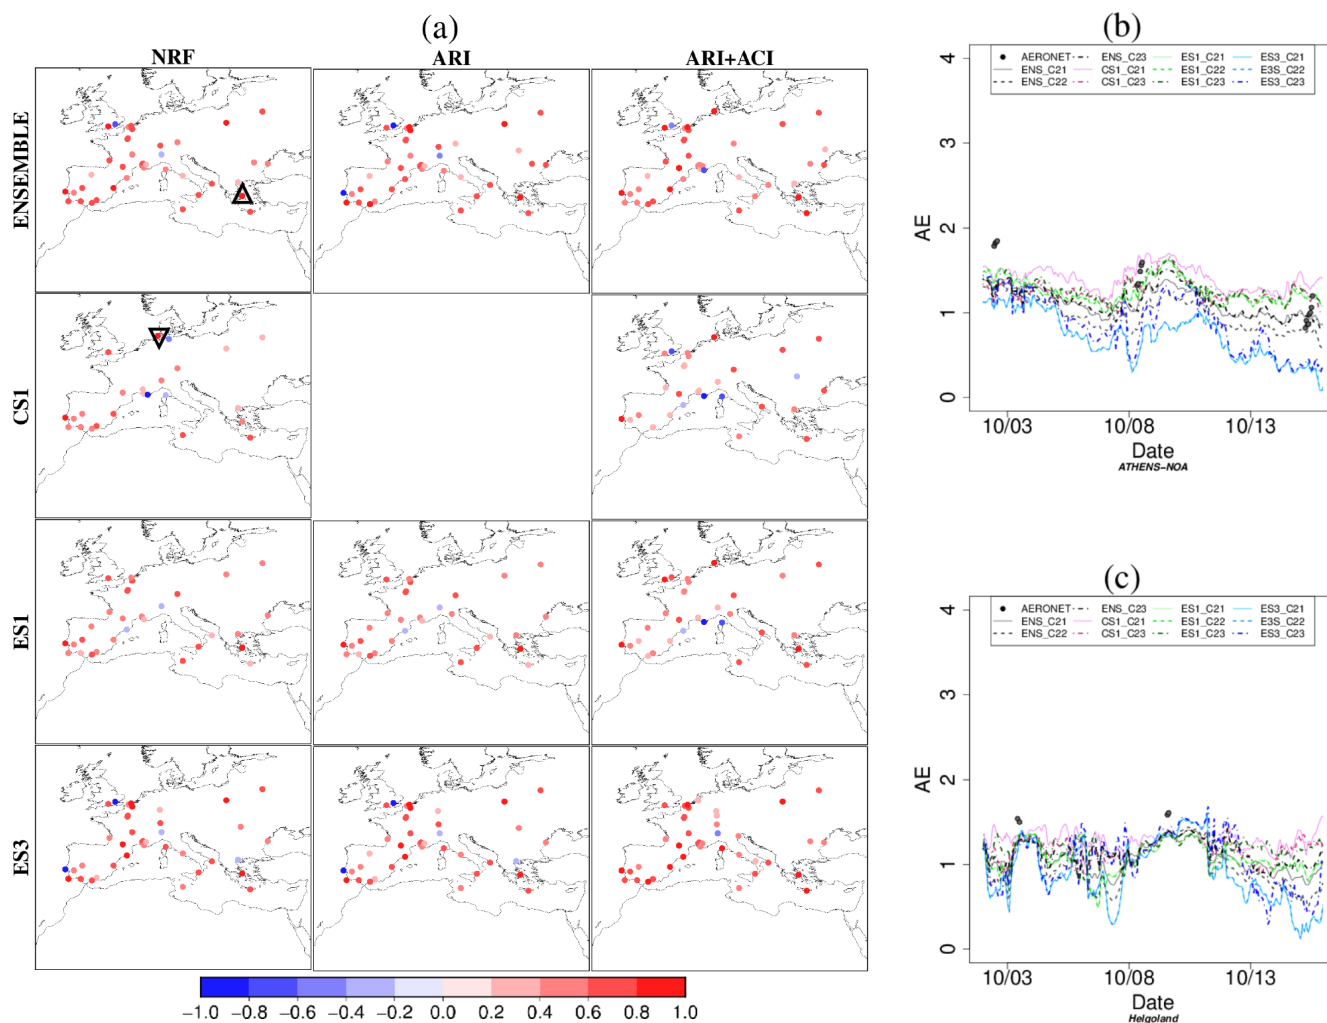 (a)
NRF ARI ARI+ACI
ENSEMBLE
CS1
ES1
ES3
−1.0 −0.8 −0.6 −0.4 −0.2 0.0 0.2 0.4 0.6 0.8 1.0
(b)
AERONET ENS_C23 ES1_C21 ES3_C21
ENS_C21 CS1_C21 ES1_C22 E3S_C22
ENS_C22 CS1_C23 ES1_C23 ES3_C23
AE
4
3
2
1
0
10/03 10/08 10/13
Date
ATHENS−NOA
(c)
AERONET ENS_C23 ES1_C21 ES3_C21
ENS_C21 CS1_C21 ES1_C22 E3S_C22
ENS_C22 CS1_C23 ES1_C23 ES3_C23
AE
4
3
2
1
0
10/03 10/08 10/13
Date
Helgoland